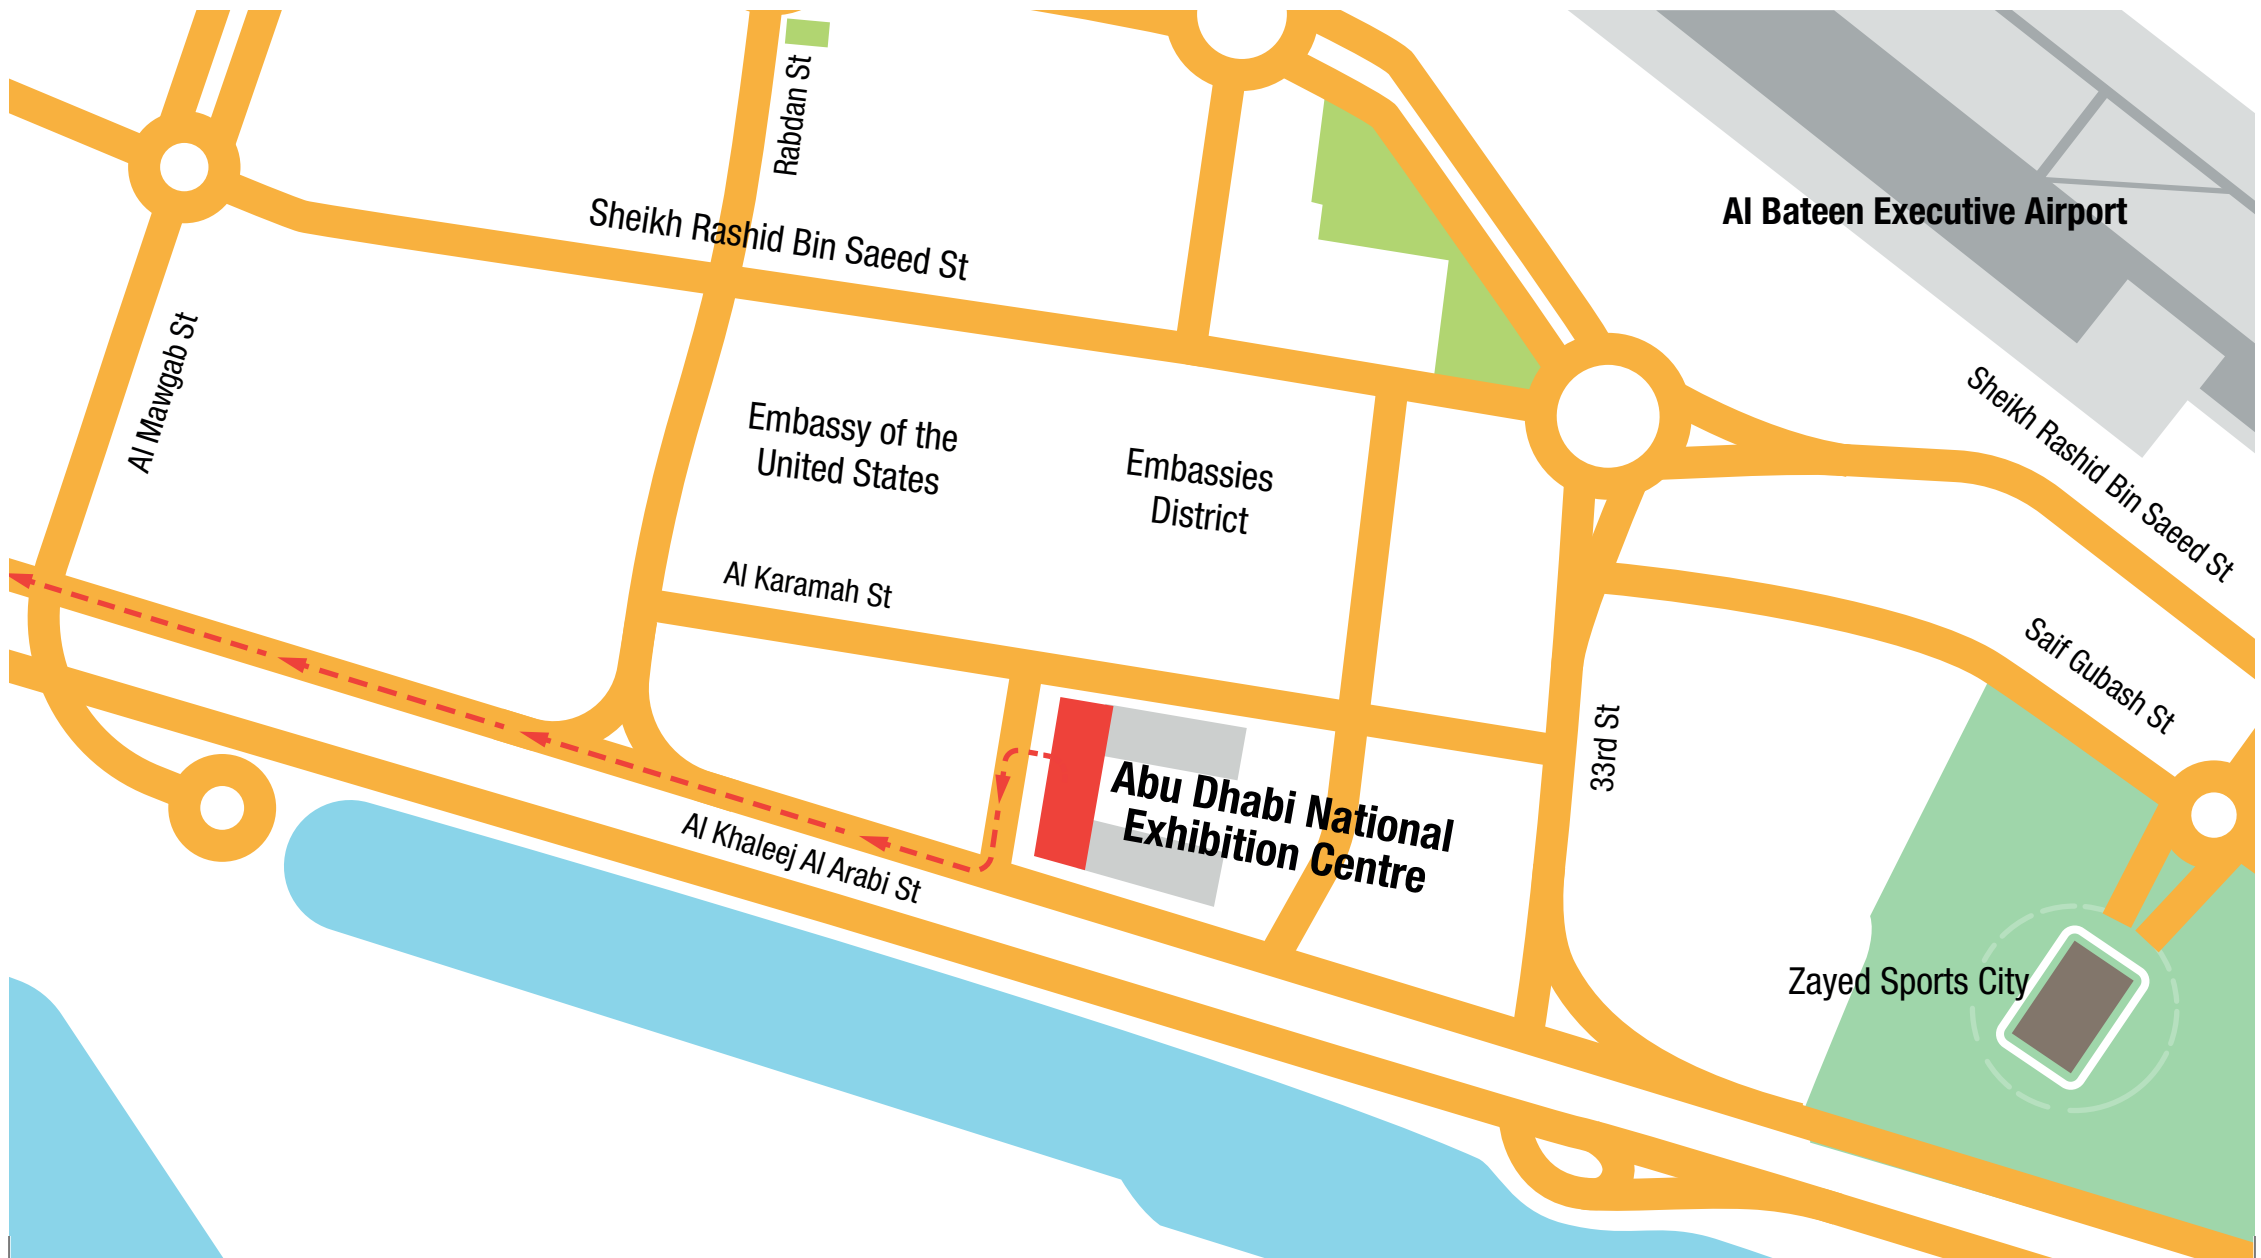 Rabdan St
Sheikh Rashid Bin Saeed St
Al Bateen Executive Airport
Al Mawgab St
Embassy of the
United States
Embassies
District
Sheikh Rashid Bin Saeed St
Al Karamah St
Saif Gubash St
33rd St
Abu Dhabi National
Exhibition Centre
Al Khaleej Al Arabi St
Zayed Sports City